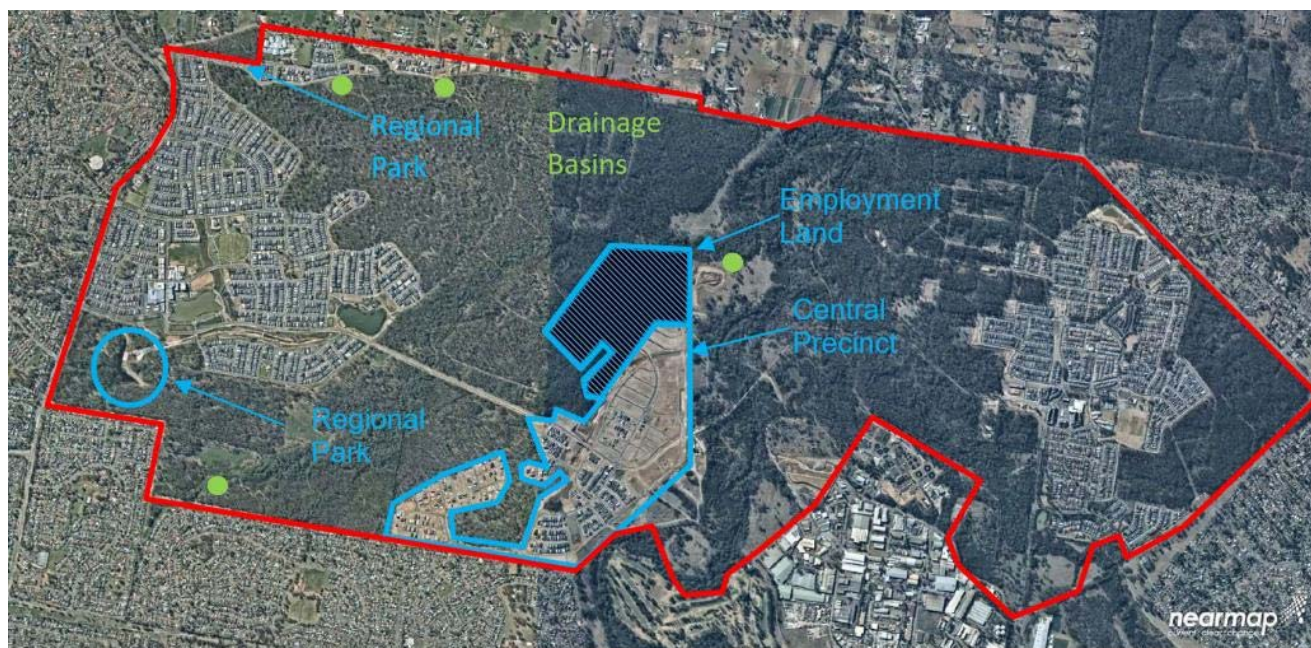 Regional
Park
Drainage
Basins
Employment
Land
Central
Precinct
Regional
Park
nearmap